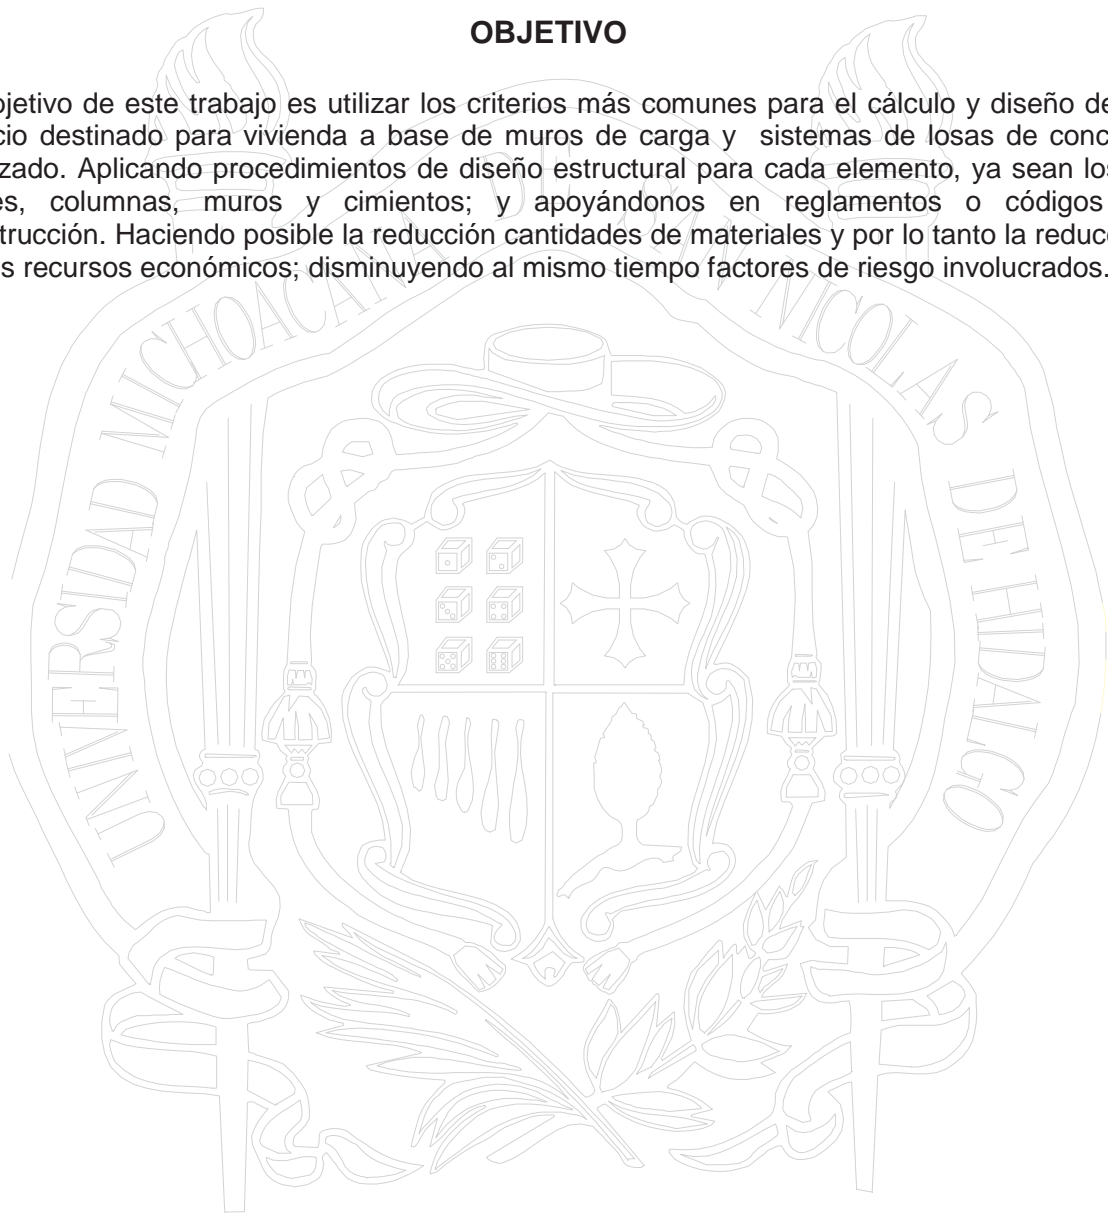 OBJETIVO
jetivo de este trabajo es utilizar los criterios más comunes para el cálculo y diseño de
cio destinado para vivienda a base de muros de carga y sistemas de losas de conc
zado. Aplicando procedimientos de diseño estructural para cada elemento, ya sean los
es, columnas, muros y cimientos; y apoyándonos en reglamentos o códigos
trucción. Haciendo posible la reducción cantidades de materiales y por lo tanto la reducc
s recursos económicos; disminuyendo al mismo tiempo factores de riesgo involucrados.
UNIVERSIDAD MICHOACANA DE SAN NICOLAS DE HIDALGO